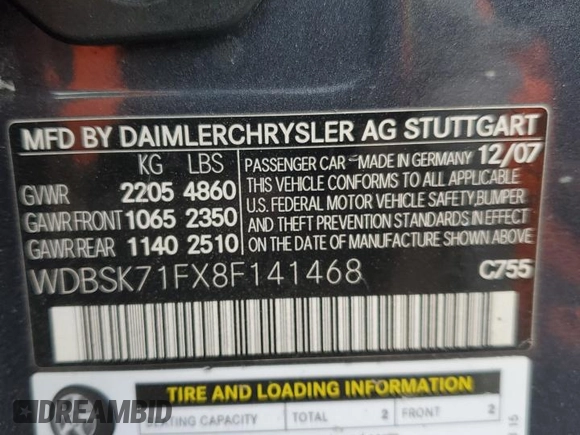 MFD BY DAIMLERCHRYSLER AG STUTTGART
KG LBS
GVWR 2205 4860
GAWR FRONT 1065 2350
GAWR REAR 1140 2510
PASSENGER CAR - MADE IN GERMANY 12/07
THIS VEHICLE CONFORMS TO ALL APPLICABLE
U.S. FEDERAL MOTOR VEHICLE SAFETY,BUMPER
AND THEFT PREVENTION STANDARDS IN EFFECT
ON THE DATE OF MANUFACTURE SHOWN ABOVE.
WDBSK71FX8F141468
C755
TIRE AND LOADING INFORMATION
SEATING CAPACITY TOTAL 2 FRONT 2
15
DREAMBID